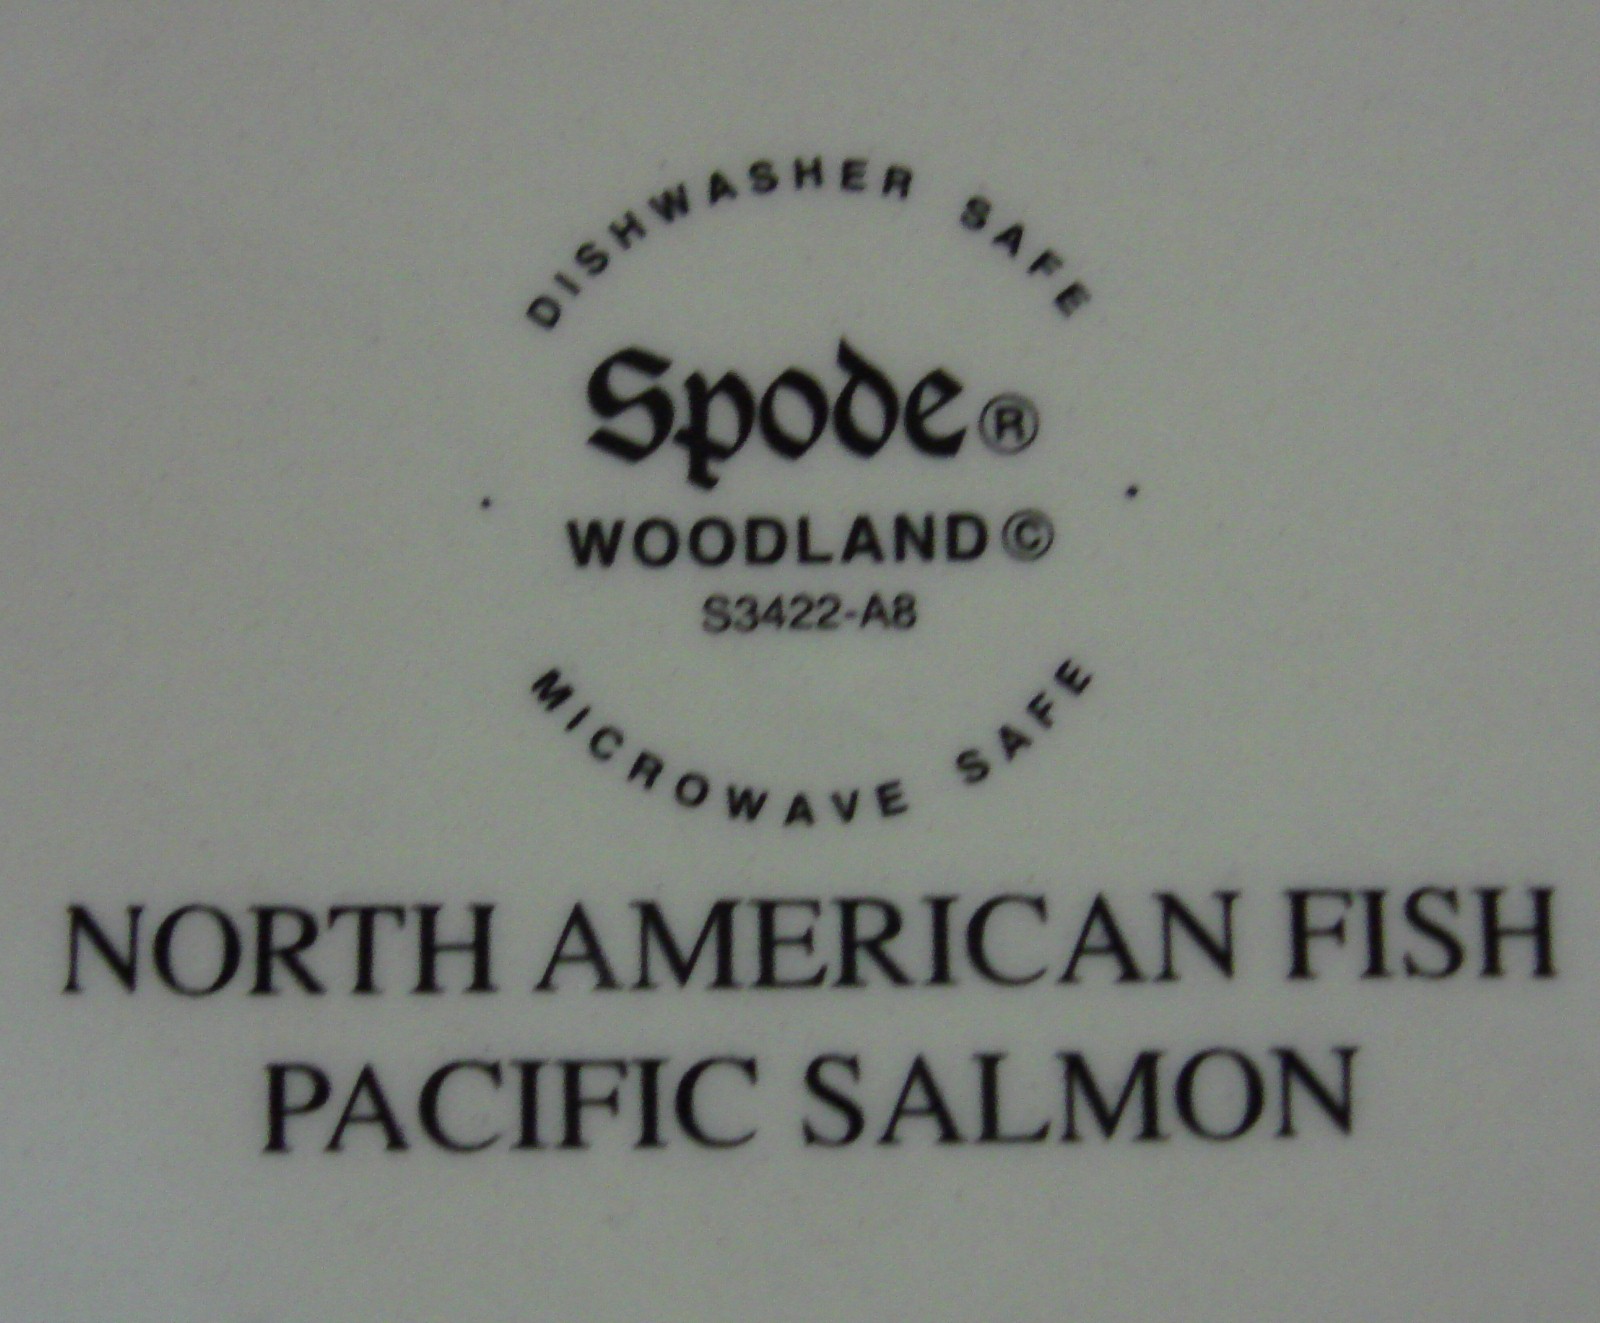 DISHWASHER SAFE
Spode®
WOODLAND©
S3422-A8
MICROWAVE SAFE
NORTH AMERICAN FISH
PACIFIC SALMON